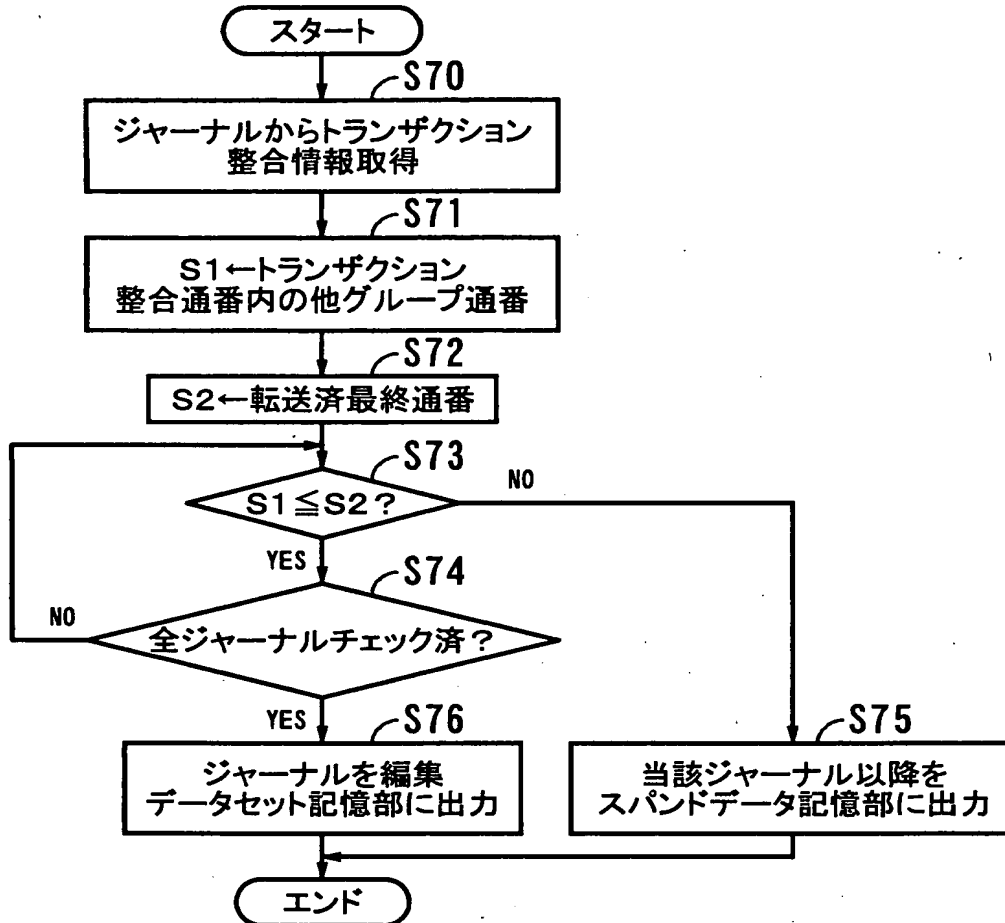 スタート
S70
ジャーナルからトランザクション
整合情報取得
S71
S1←トランザクション
整合通番内の他グループ通番
S72
S2←転送済最終通番
S73
S1≦S2?
NO
YES
S74
全ジャーナルチェック済?
NO
YES
S76
ジャーナルを編集
データセット記憶部に出力
S75
当該ジャーナル以降を
スパンドデータ記憶部に出力
エンド